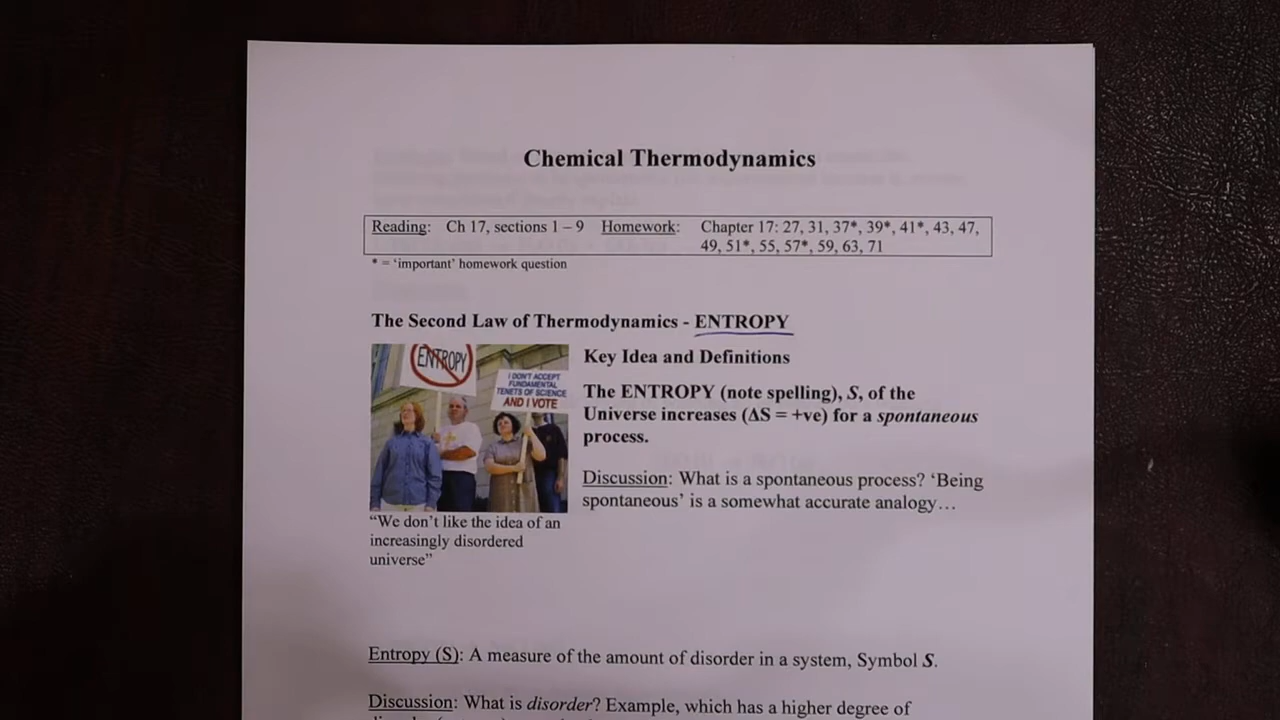 Chemical Thermodynamics
Reading: Ch 17, sections 1 – 9 Homework: Chapter 17: 27, 31, 37*, 39*, 41*, 43, 47,
49, 51*, 55, 57*, 59, 63, 71
* = ‘important’ homework question
The Second Law of Thermodynamics - ENTROPY
ENTROPY
I DON'T ACCEPT
FUNDAMENTAL
TENETS OF SCIENCE
AND I VOTE
“We don’t like the idea of an
increasingly disordered
universe”
Key Idea and Definitions
The ENTROPY (note spelling), S, of the
Universe increases (ΔS = +ve) for a spontaneous
process.
Discussion: What is a spontaneous process? ‘Being
spontaneous’ is a somewhat accurate analogy…
Entropy (S): A measure of the amount of disorder in a system, Symbol S.
Discussion: What is disorder? Example, which has a higher degree of